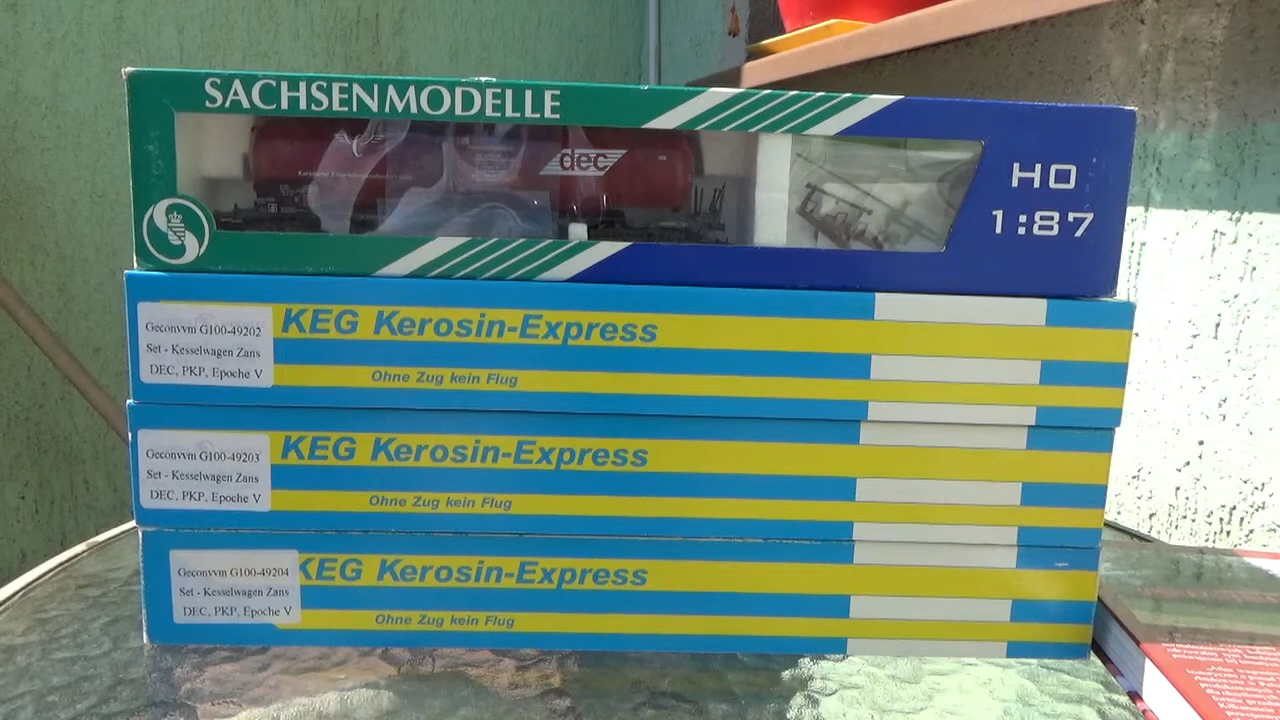 SACHSENMODELLE
dec
HO
1:87
Geconvvm G100-49202
Set - Kesselwagen Zans
DEC, PKP, Epoche V
KEG Kerosin-Express
Ohne Zug kein Flug
Geconvvm G100-49203
Set - Kesselwagen Zans
DEC, PKP, Epoche V
KEG Kerosin-Express
Ohne Zug kein Flug
Geconvvm G100-49204
Set - Kesselwagen Zans
DEC, PKP, Epoche V
KEG Kerosin-Express
Ohne Zug kein Flug